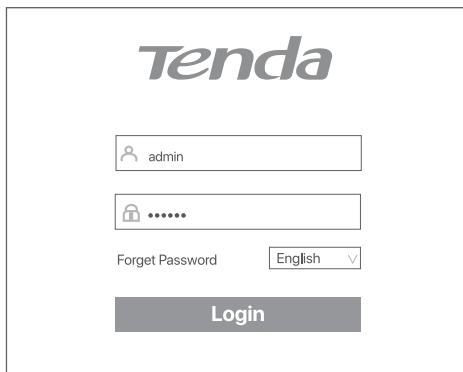 Tenda
admin
••••••
Forget Password English
Login